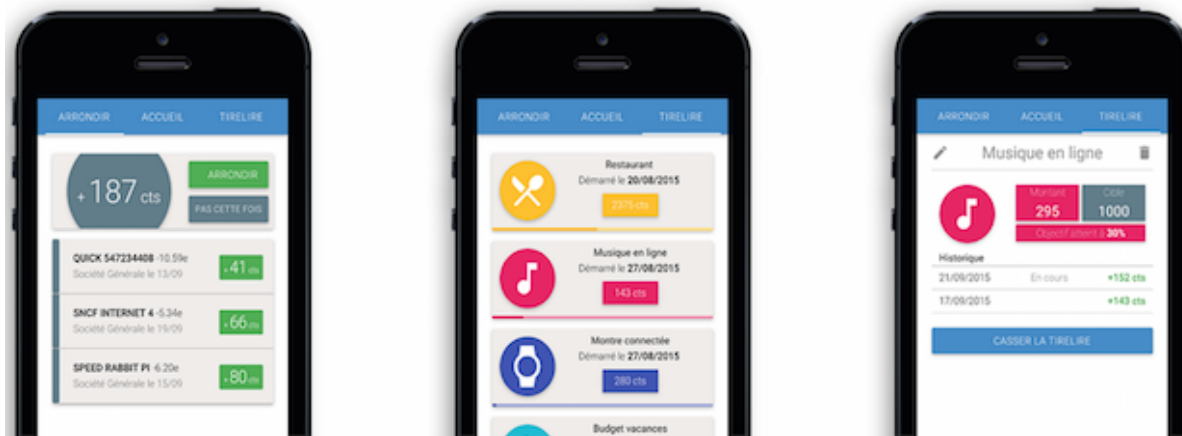 ARRONDIR ACCUEIL TIRELIRE
+ 187 cts
ARRONDIR
PAS CETTE FOIS
QUICK 547234408 -10.59e
Société Générale le 13/09
+ 41 cts
SNCF INTERNET 4 -5.34e
Société Générale le 19/09
+ 66 cts
SPEED RABBIT PI -6.20e
Société Générale le 15/09
+ 80 cts
ARRONDIR ACCUEIL TIRELIRE
Restaurant
Démarré le 20/08/2015
2375 cts
Musique en ligne
Démarré le 27/08/2015
143 cts
Montre connectée
Démarré le 27/08/2015
280 cts
Budget vacances
ARRONDIR ACCUEIL TIRELIRE
Musique en ligne
Montant Cible
295 1000
Objectif atteint à 30%
Historique
21/09/2015 En cours +152 cts
17/09/2015 +143 cts
CASSER LA TIRELIRE